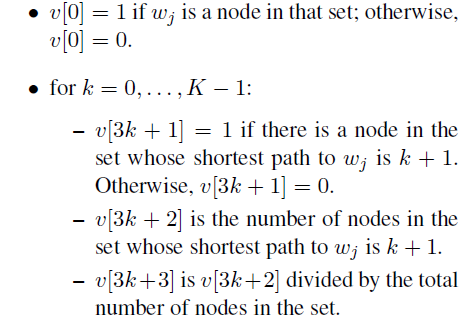 • v[0] = 1 if w_j is a node in that set; otherwise,
v[0] = 0.
• for k = 0, . . . , K − 1:
– v[3k + 1] = 1 if there is a node in the
set whose shortest path to w_j is k + 1.
Otherwise, v[3k + 1] = 0.
– v[3k + 2] is the number of nodes in the
set whose shortest path to w_j is k + 1.
– v[3k+3] is v[3k+2] divided by the total
number of nodes in the set.